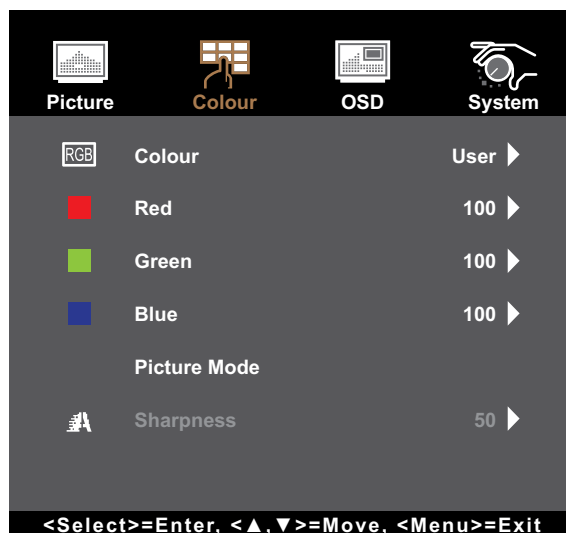 Picture Colour OSD System
RGB Colour User
Red 100
Green 100
Blue 100
Picture Mode
Sharpness 50
<Select>=Enter, <▲,▼>=Move, <Menu>=Exit